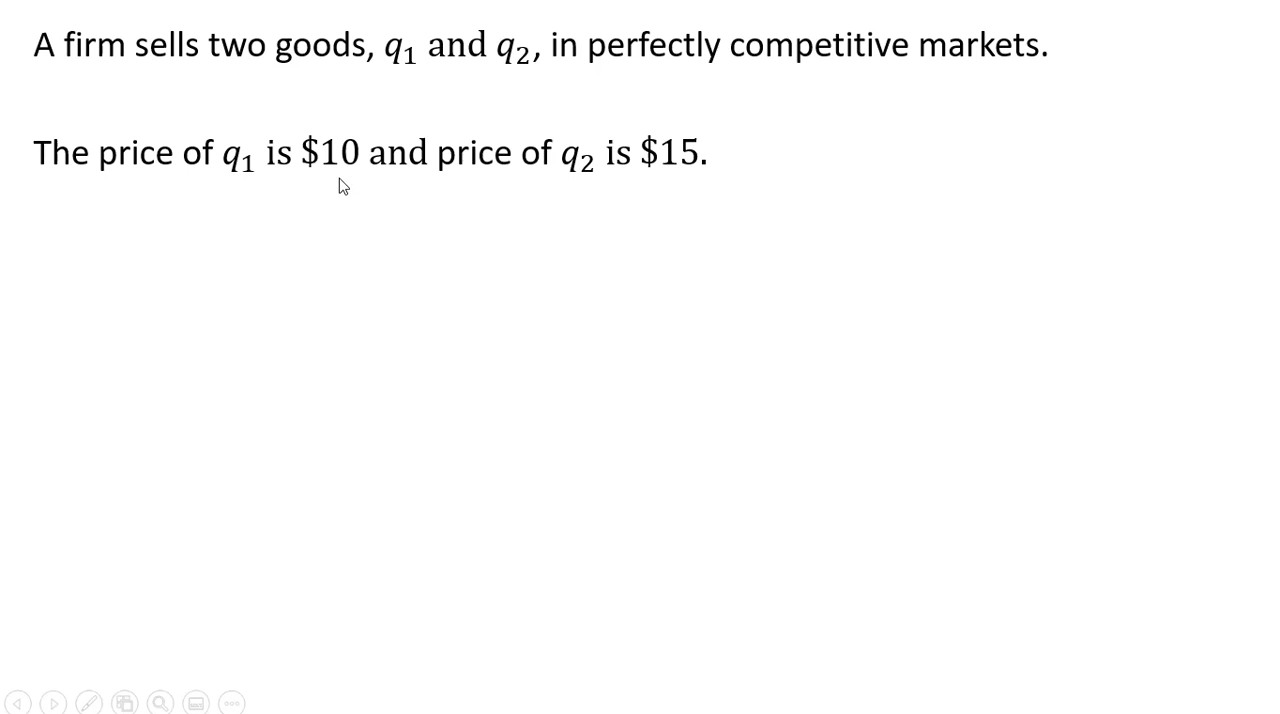 A firm sells two goods, q₁ and q₂, in perfectly competitive markets.
The price of q₁ is $10 and price of q₂ is $15.